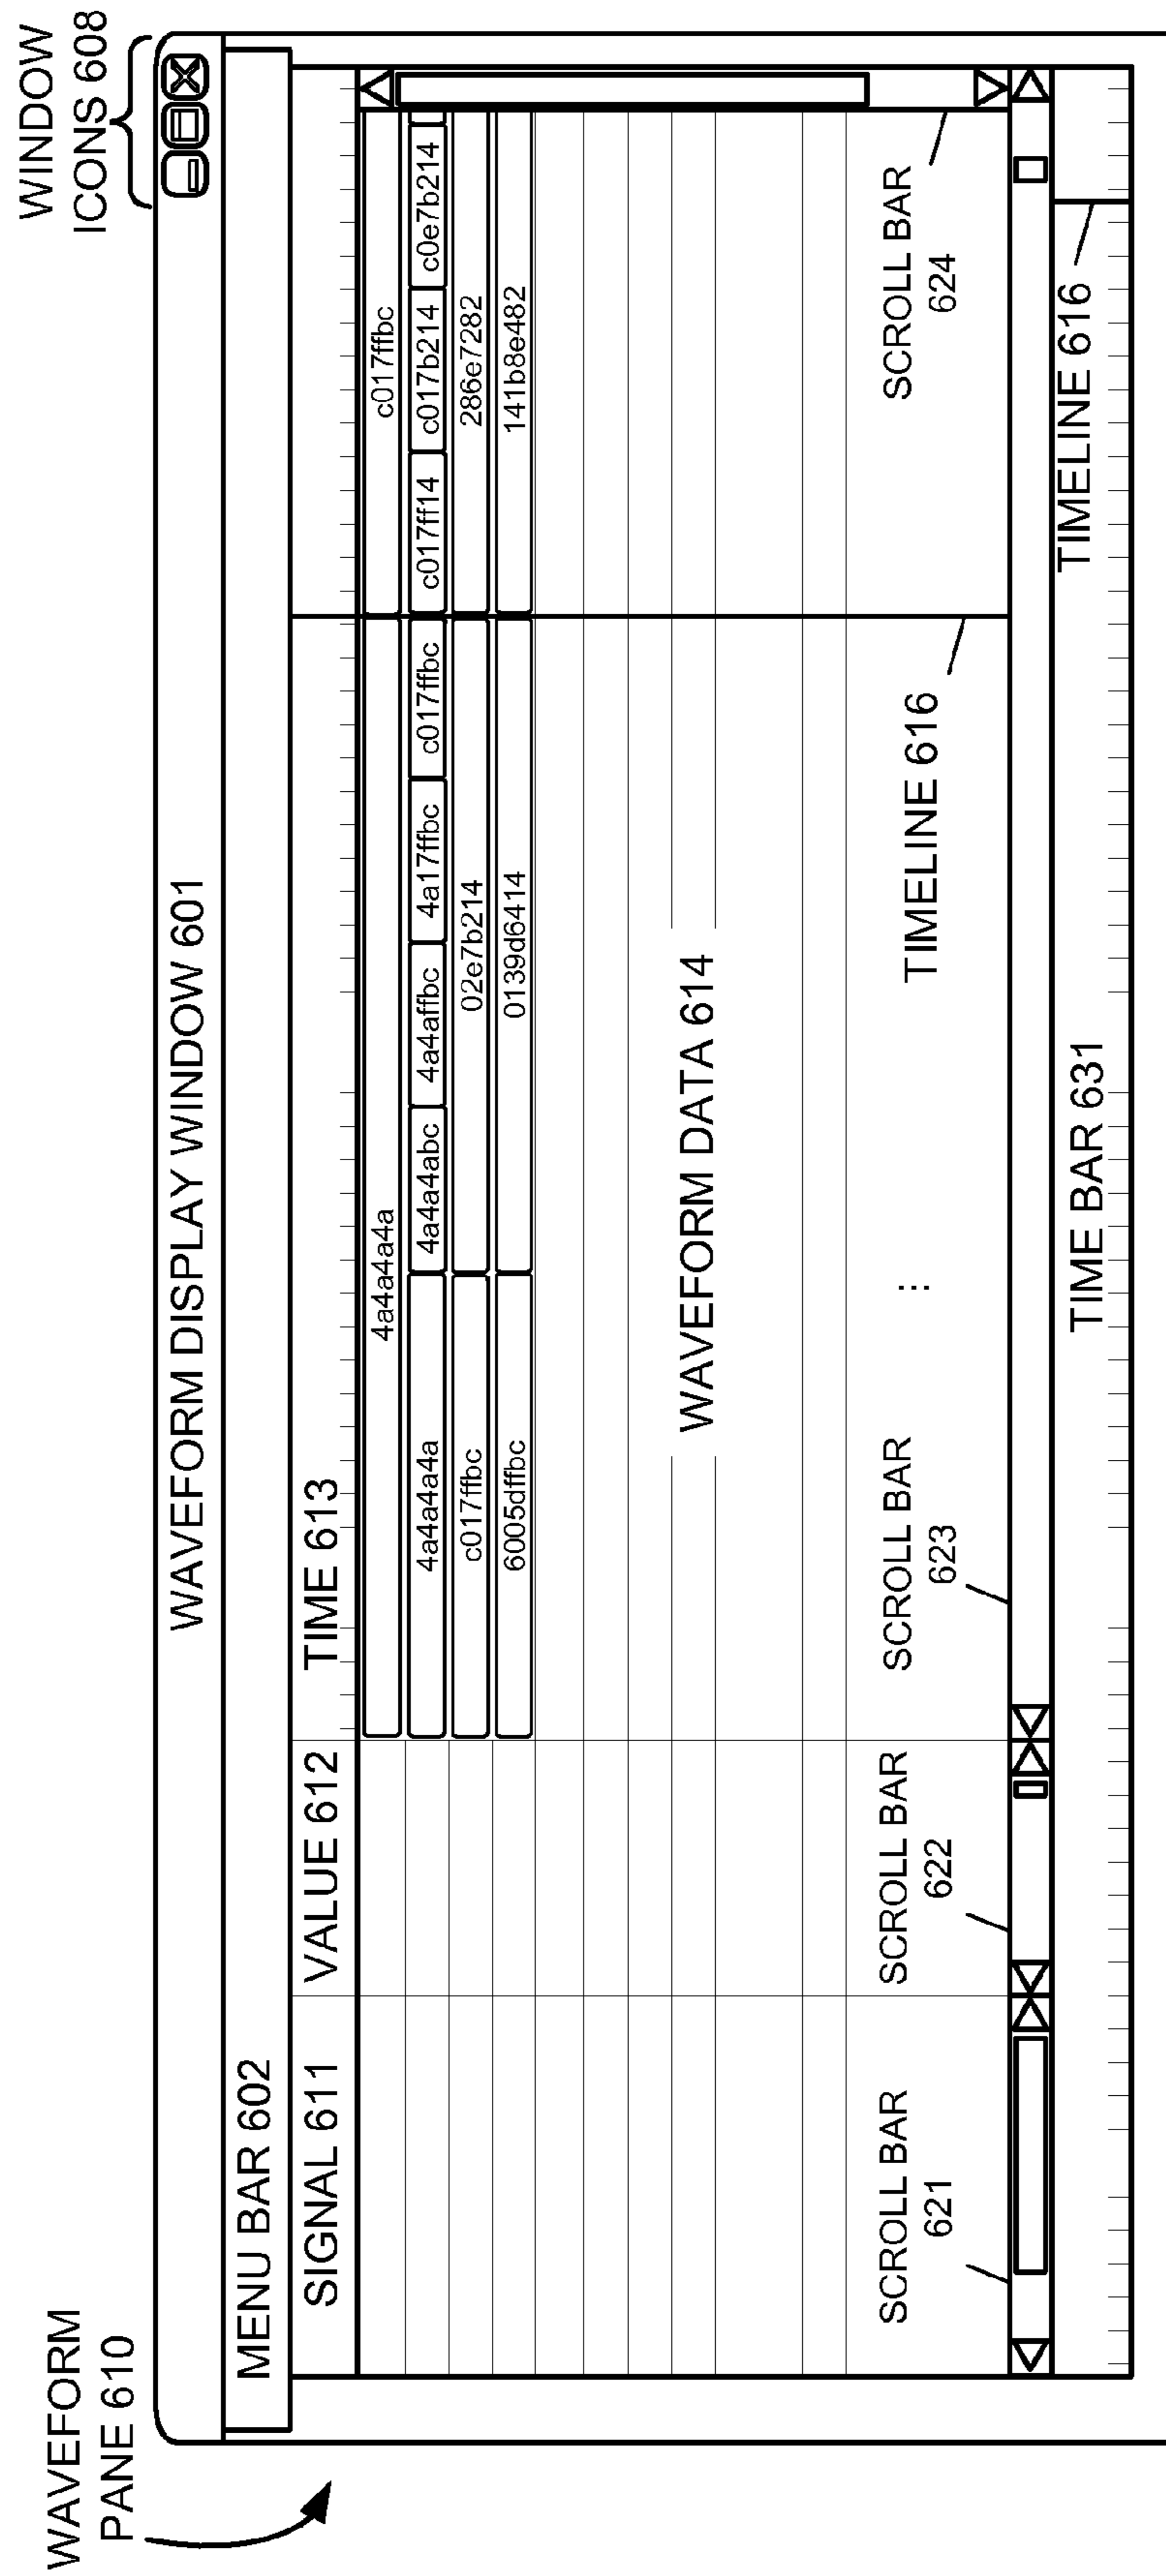 WAVEFORM
PANE 610
WINDOW
ICONS 608
WAVEFORM DISPLAY WINDOW 601
MENU BAR 602
SIGNAL 611
VALUE 612
TIME 613
4a4a4a4a
c017ffbc
4a4a4a4a
4a4a4abc
4a4affbc
4a17ffbc
c017ffbc
c017ff14
c017b214
c0e7b214
c017ffbc
02e7b214
286e7282
6005dffbc
0139d6414
141b8e482
WAVEFORM DATA 614
SCROLL BAR
621
SCROLL BAR
622
SCROLL BAR
623
...
TIMELINE 616
SCROLL BAR
624
TIME BAR 631
TIMELINE 616